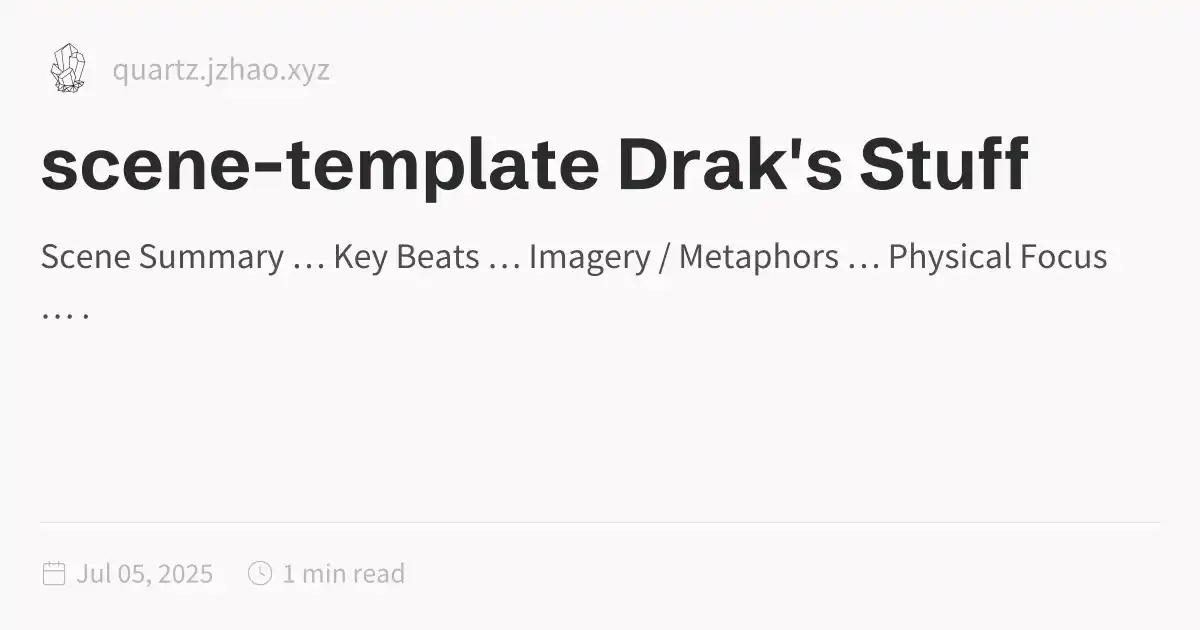 quartz.jzhao.xyz
scene-template Drak's Stuff
Scene Summary … Key Beats … Imagery / Metaphors … Physical Focus
… .
Jul 05, 2025 1 min read